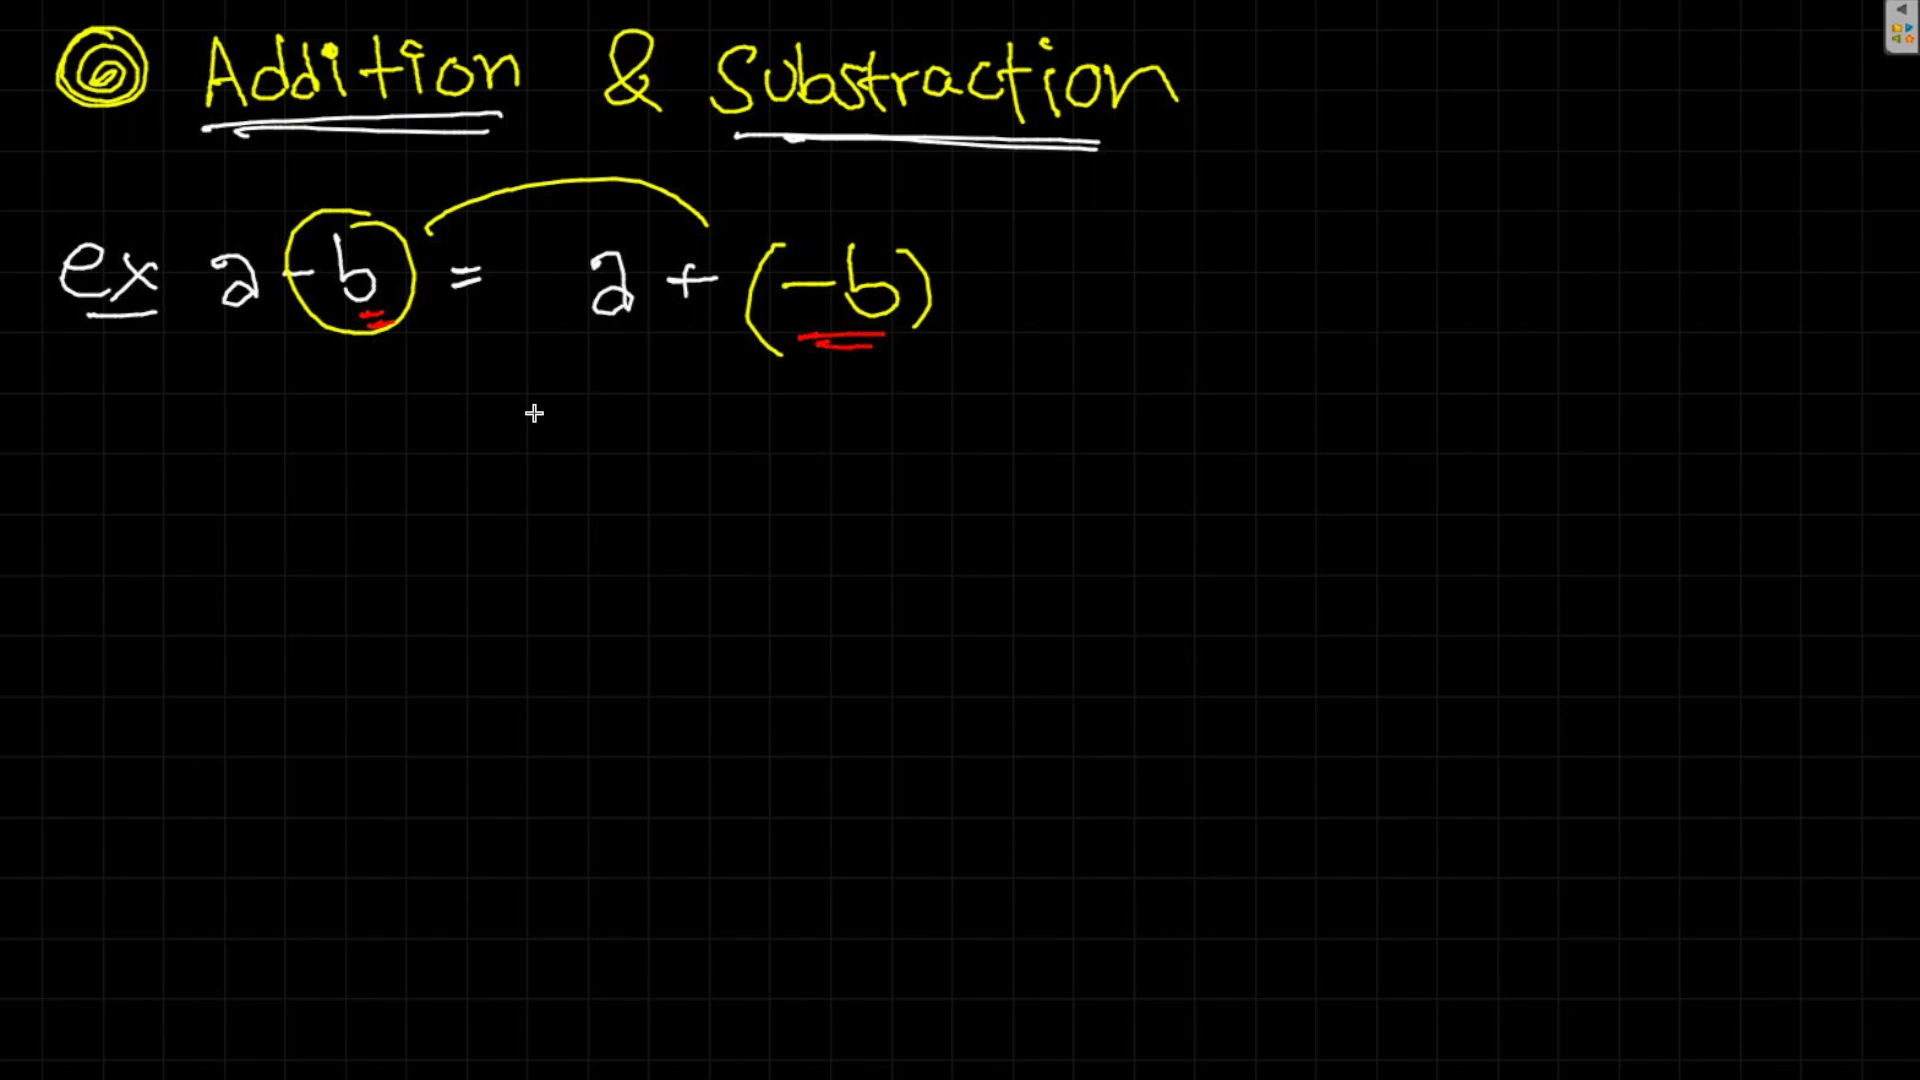 Addition & Substraction
ex a - b = a + (-b)